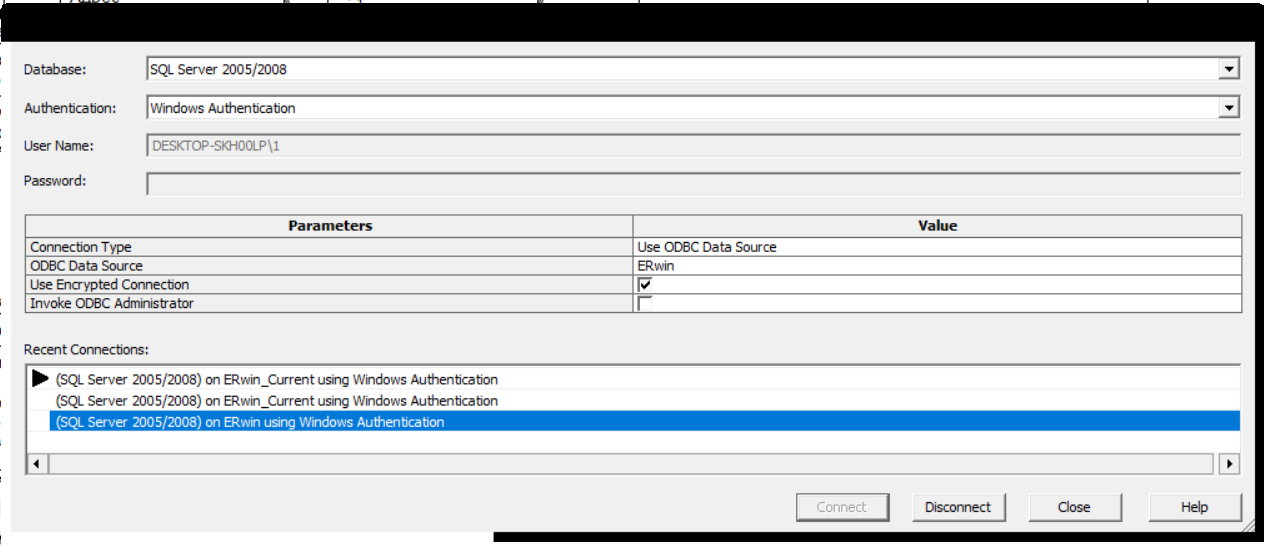 Database: SQL Server 2005/2008
Authentication: Windows Authentication
User Name: DESKTOP-SKH00LP\1
Password:
Parameters Value
Connection Type Use ODBC Data Source
ODBC Data Source ERwin
Use Encrypted Connection
Invoke ODBC Administrator
Recent Connections:
(SQL Server 2005/2008) on ERwin_Current using Windows Authentication
(SQL Server 2005/2008) on ERwin_Current using Windows Authentication
(SQL Server 2005/2008) on ERwin using Windows Authentication
Connect Disconnect Close Help